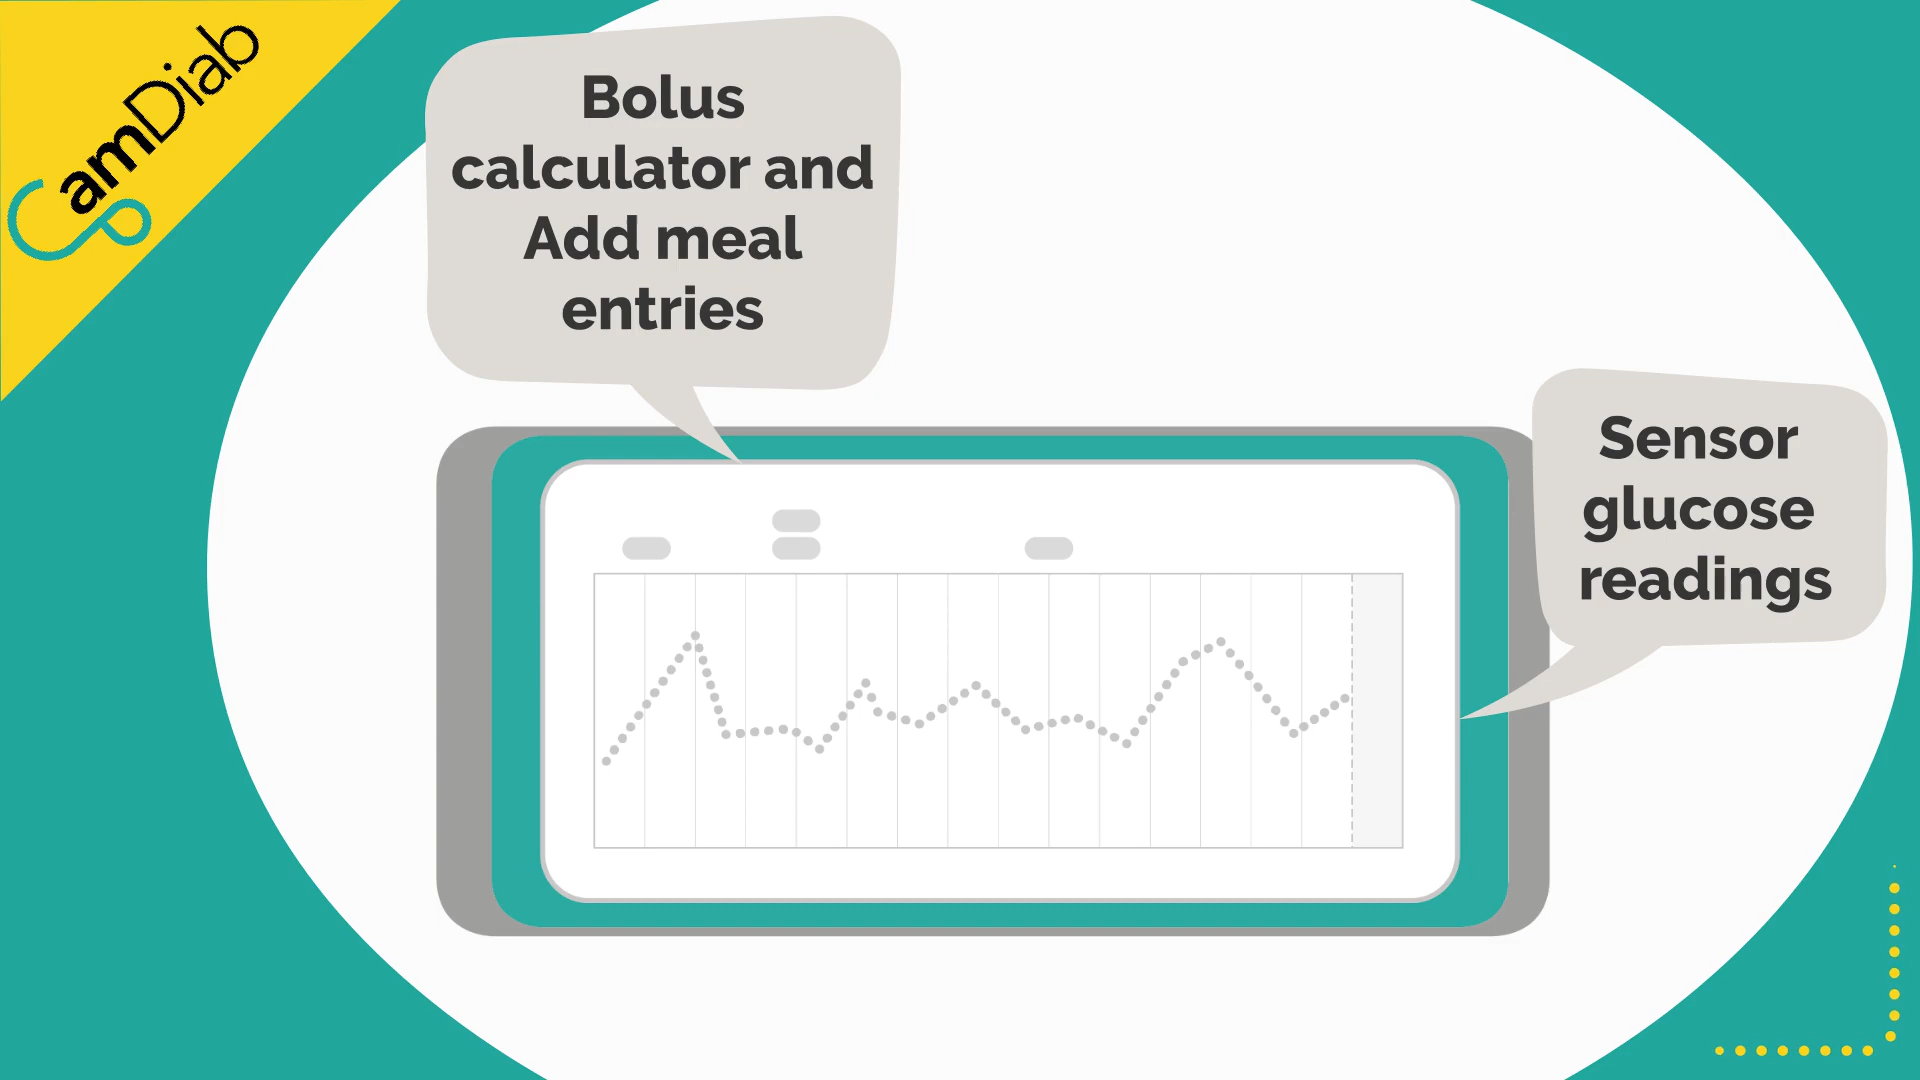 CamDiab
Bolus
calculator and
Add meal
entries
Sensor
glucose
readings